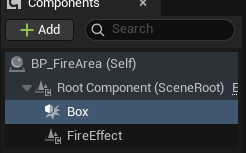 Components
+ Add Search
BP_FireArea (Self)
Root Component (SceneRoot) E
Box
FireEffect